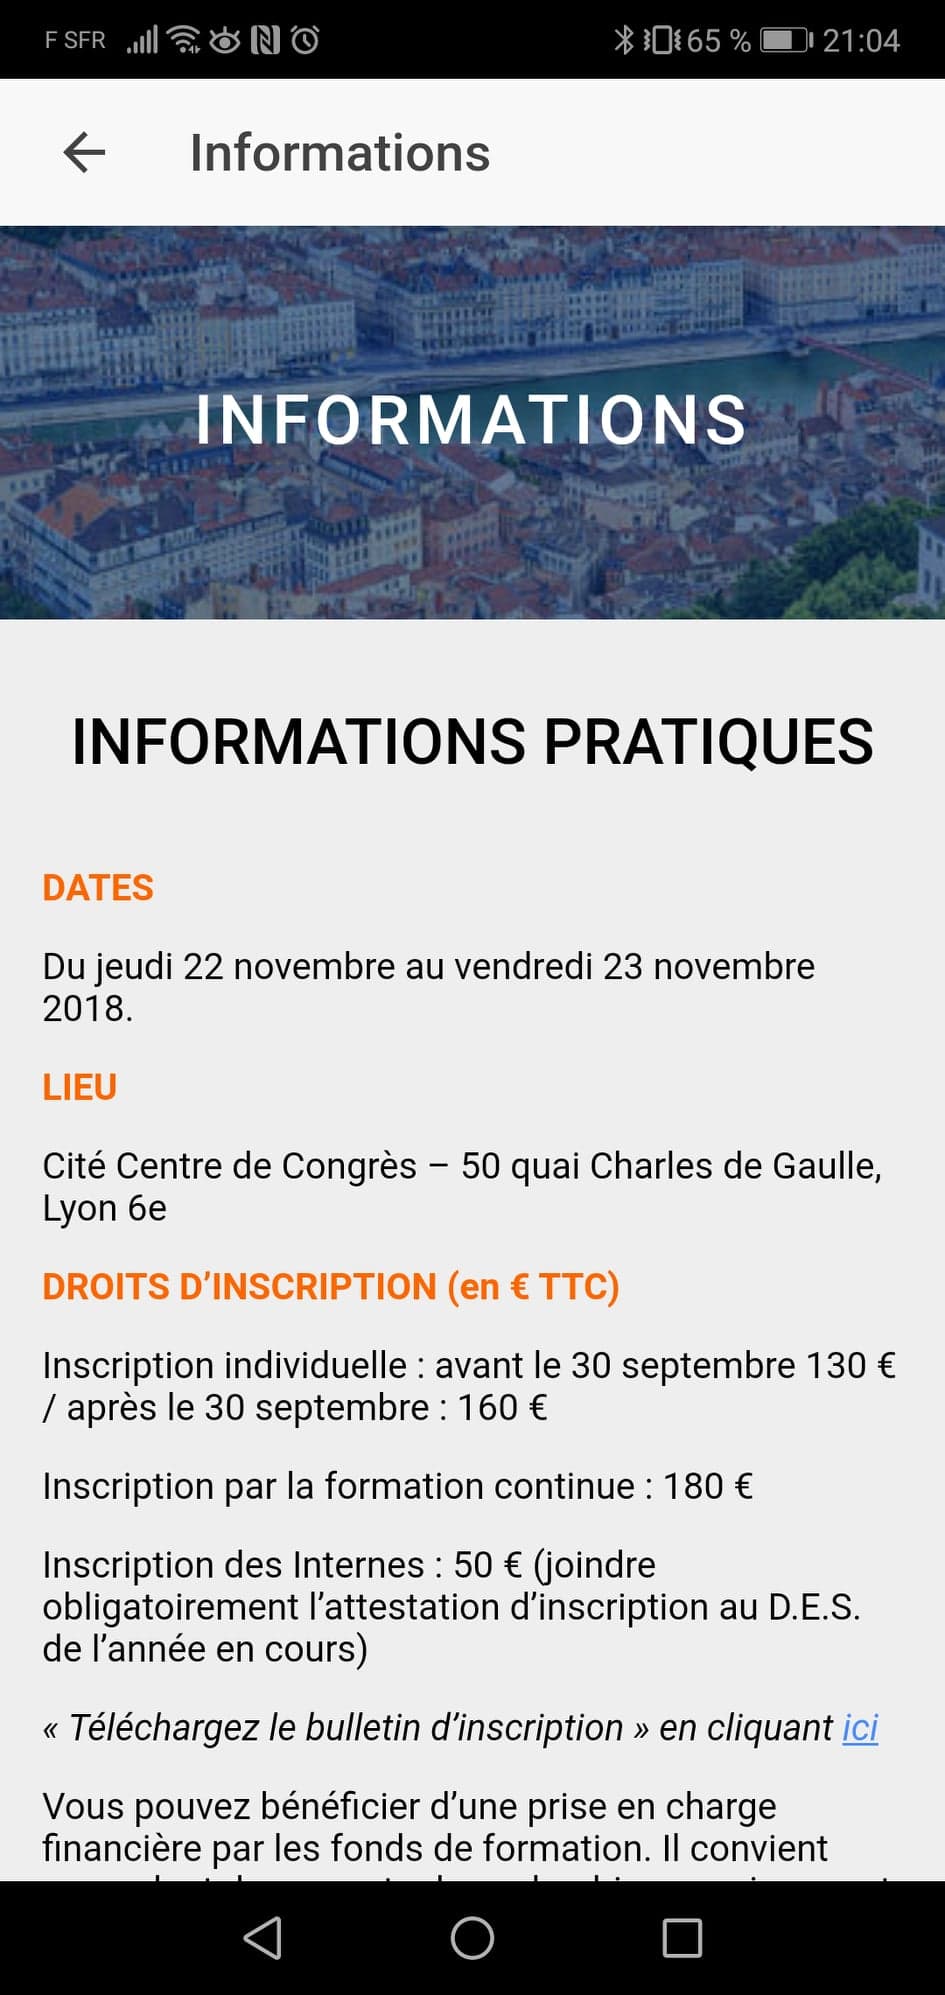 F SFR 65 % 21:04
Informations
INFORMATIONS
INFORMATIONS PRATIQUES
DATES
Du jeudi 22 novembre au vendredi 23 novembre
2018.
LIEU
Cité Centre de Congrès – 50 quai Charles de Gaulle,
Lyon 6e
DROITS D’INSCRIPTION (en € TTC)
Inscription individuelle : avant le 30 septembre 130 €
/ après le 30 septembre : 160 €
Inscription par la formation continue : 180 €
Inscription des Internes : 50 € (joindre
obligatoirement l’attestation d’inscription au D.E.S.
de l’année en cours)
« Téléchargez le bulletin d’inscription » en cliquant ici
Vous pouvez bénéficier d’une prise en charge
financière par les fonds de formation. Il convient